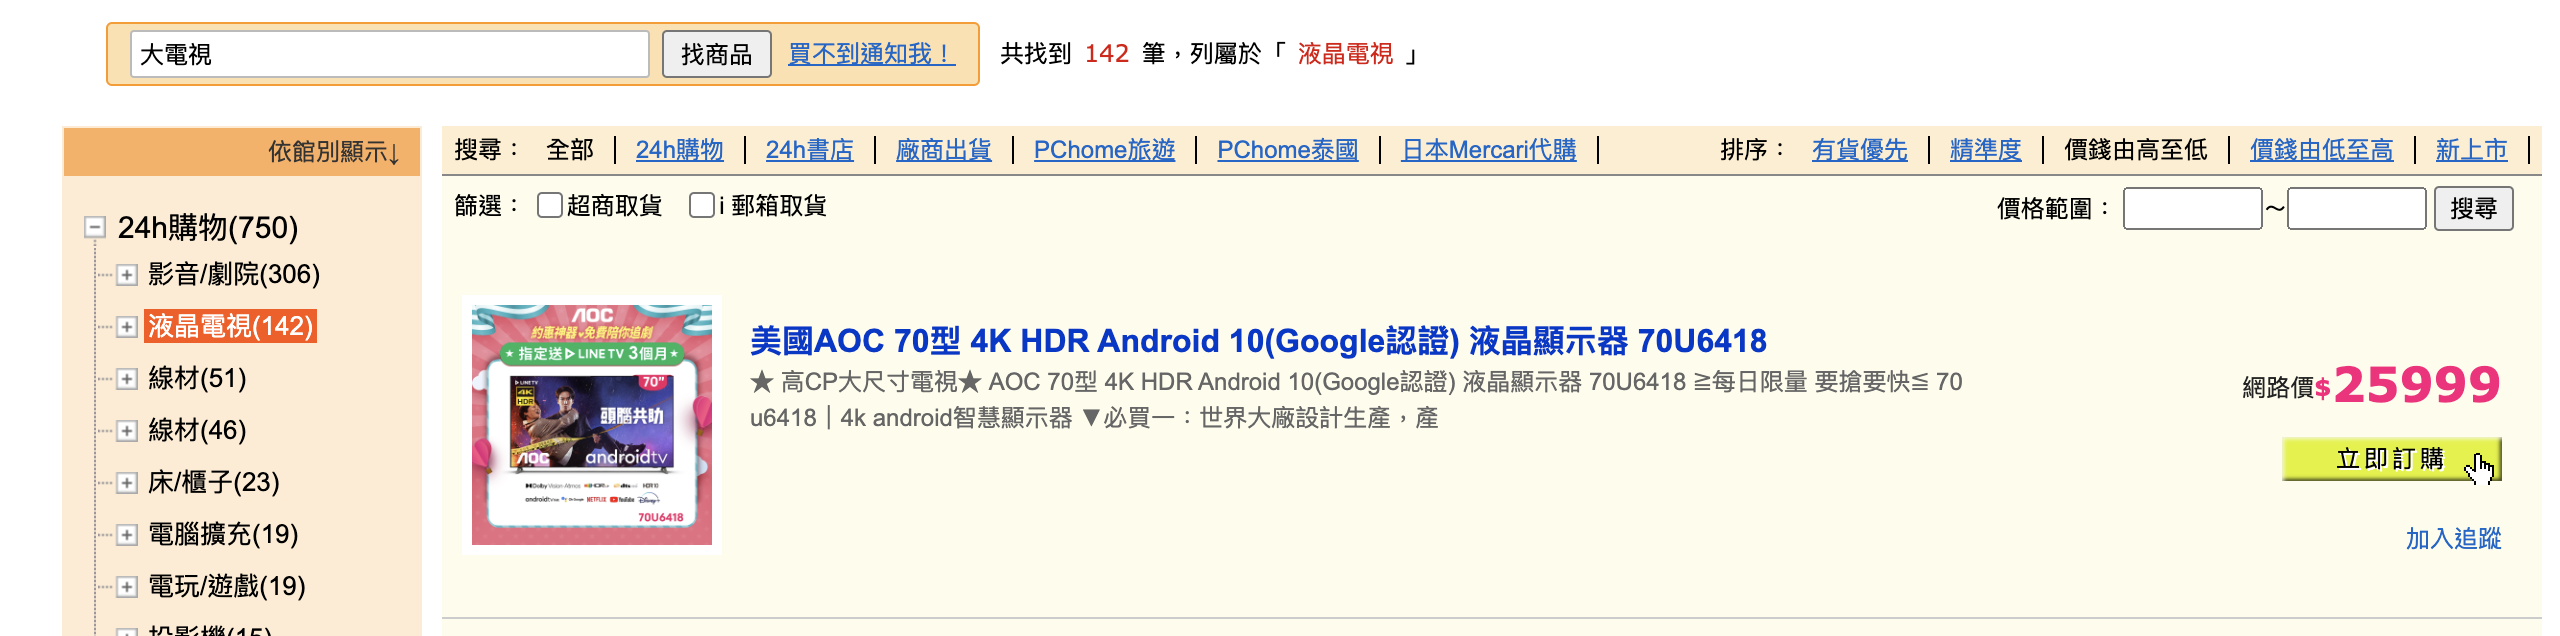 大電視 找商品 買不到通知我！ 共找到 142 筆，列屬於「 液晶電視 」
依館別顯示↓
24h購物(750)
影音/劇院(306)
液晶電視(142)
線材(51)
線材(46)
床/櫃子(23)
電腦擴充(19)
電玩/遊戲(19)
投影機(15)
搜尋： 全部 | 24h購物 | 24h書店 | 廠商出貨 | PChome旅遊 | PChome泰國 | 日本Mercari代購 | 排序： 有貨優先 | 精準度 | 價錢由高至低 | 價錢由低至高 | 新上市 |
篩選： 超商取貨 i 郵箱取貨 價格範圍： ～ 搜尋
AOC
約惠神器♥免費陪你追劇
★ 指定送▷LINE TV 3個月★
LINE TV
70"
4K
HDR
頭腦共助
AOC androidtv
Dolby Vision Atmos HDR10
androidtv NETFLIX YouTube Disney+
70U6418
美國AOC 70型 4K HDR Android 10(Google認證) 液晶顯示器 70U6418
★ 高CP大尺寸電視★ AOC 70型 4K HDR Android 10(Google認證) 液晶顯示器 70U6418 ≧每日限量 要搶要快≦ 70
u6418｜4k android智慧顯示器 ▼必買一：世界大廠設計生產，產
網路價$25999
立即訂購
加入追蹤